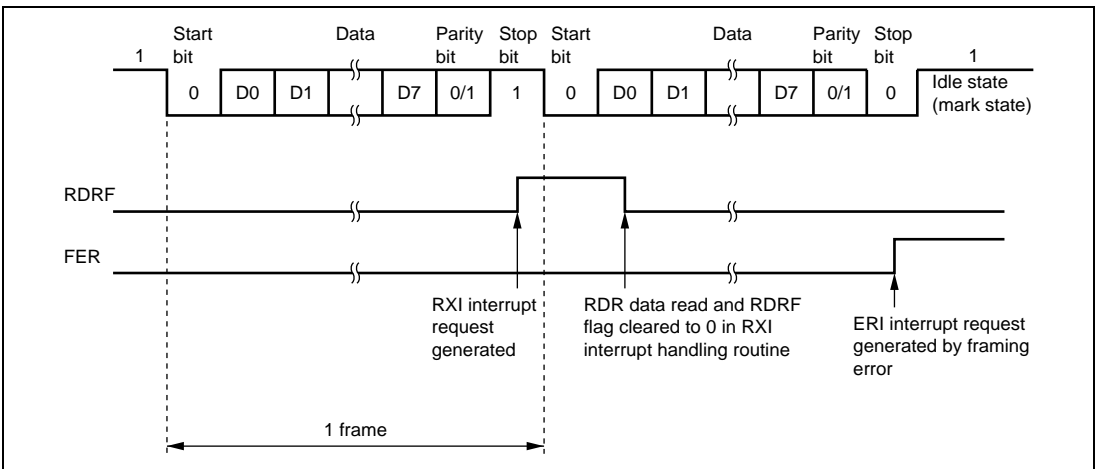 Start bit
Data
Parity bit
Stop bit
Start bit
Data
Parity bit
Stop bit
1
1
0
D0
D1
D7
0/1
1
0
D0
D1
D7
0/1
0
Idle state
(mark state)
RDRF
FER
RXI interrupt
request
generated
RDR data read and RDRF
flag cleared to 0 in RXI
interrupt handling routine
ERI interrupt request
generated by framing
error
1 frame